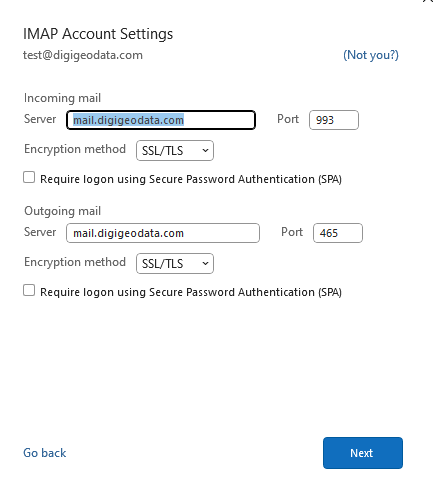 IMAP Account Settings
test@digigeodata.com (Not you?)
Incoming mail
Server mail.digigeodata.com Port 993
Encryption method SSL/TLS
Require logon using Secure Password Authentication (SPA)
Outgoing mail
Server mail.digigeodata.com Port 465
Encryption method SSL/TLS
Require logon using Secure Password Authentication (SPA)
Go back Next